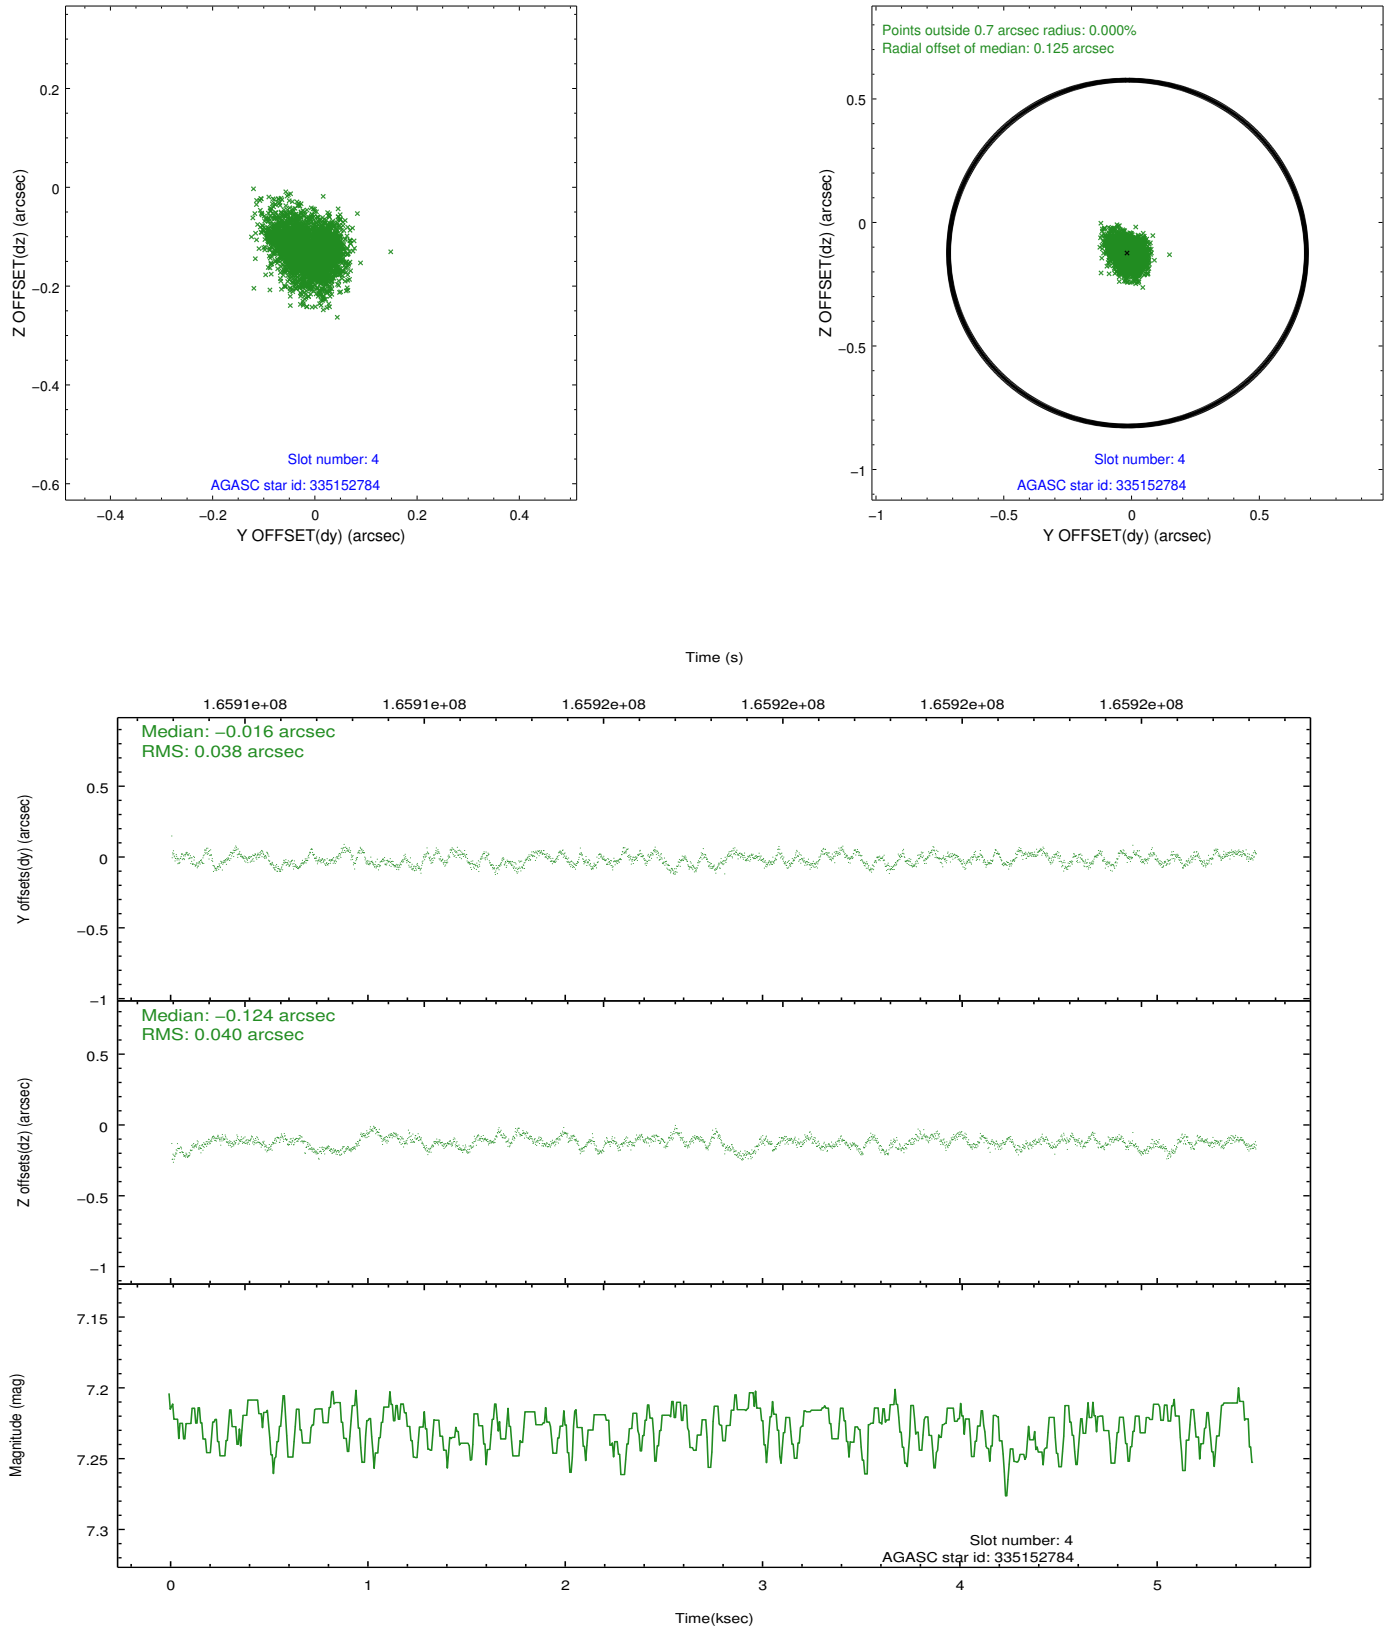 0.2
0
−0.2
−0.4
−0.6
Z OFFSET(dz) (arcsec)
Slot number: 4
AGASC star id: 335152784
−0.4 −0.2 0 0.2 0.4
Y OFFSET(dy) (arcsec)
Points outside 0.7 arcsec radius: 0.000%
Radial offset of median: 0.125 arcsec
0.5
0
−0.5
−1
Z OFFSET(dz) (arcsec)
Slot number: 4
AGASC star id: 335152784
−1 −0.5 0 0.5
Y OFFSET(dy) (arcsec)
Time (s)
1.6591e+08 1.6591e+08 1.6592e+08 1.6592e+08 1.6592e+08 1.6592e+08
Median: −0.016 arcsec
RMS: 0.038 arcsec
0.5
0
−0.5
−1
Y offsets(dy) (arcsec)
Median: −0.124 arcsec
RMS: 0.040 arcsec
0.5
0
−0.5
−1
Z offsets(dz) (arcsec)
7.15
7.2
7.25
7.3
Magnitude (mag)
Slot number: 4
AGASC star id: 335152784
0 1 2 3 4 5
Time(ksec)